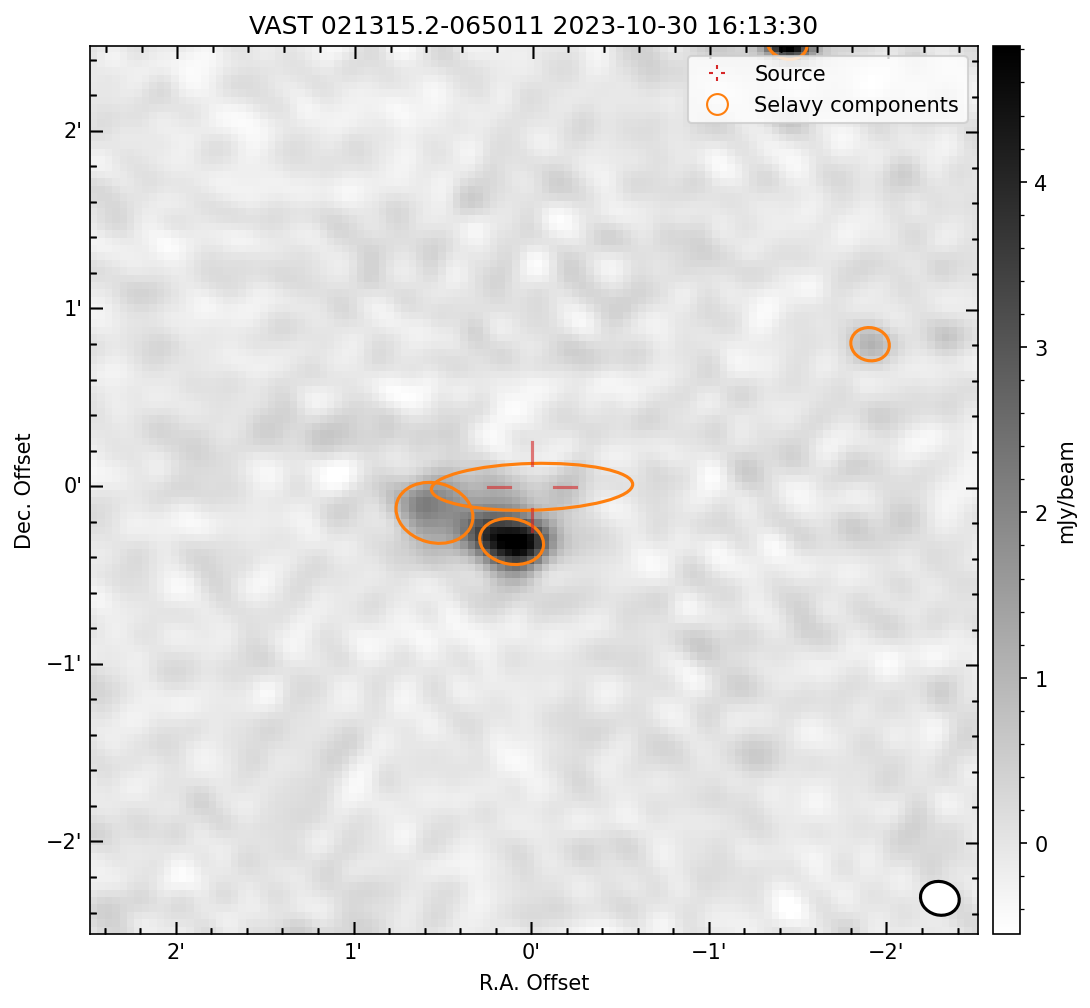 VAST 021315.2-065011 2023-10-30 16:13:30
Source
Selavy components
2'
1'
0'
−1'
−2'
Dec. Offset
2'
1'
0'
−1'
−2'
R.A. Offset
4
3
2
1
0
mJy/beam